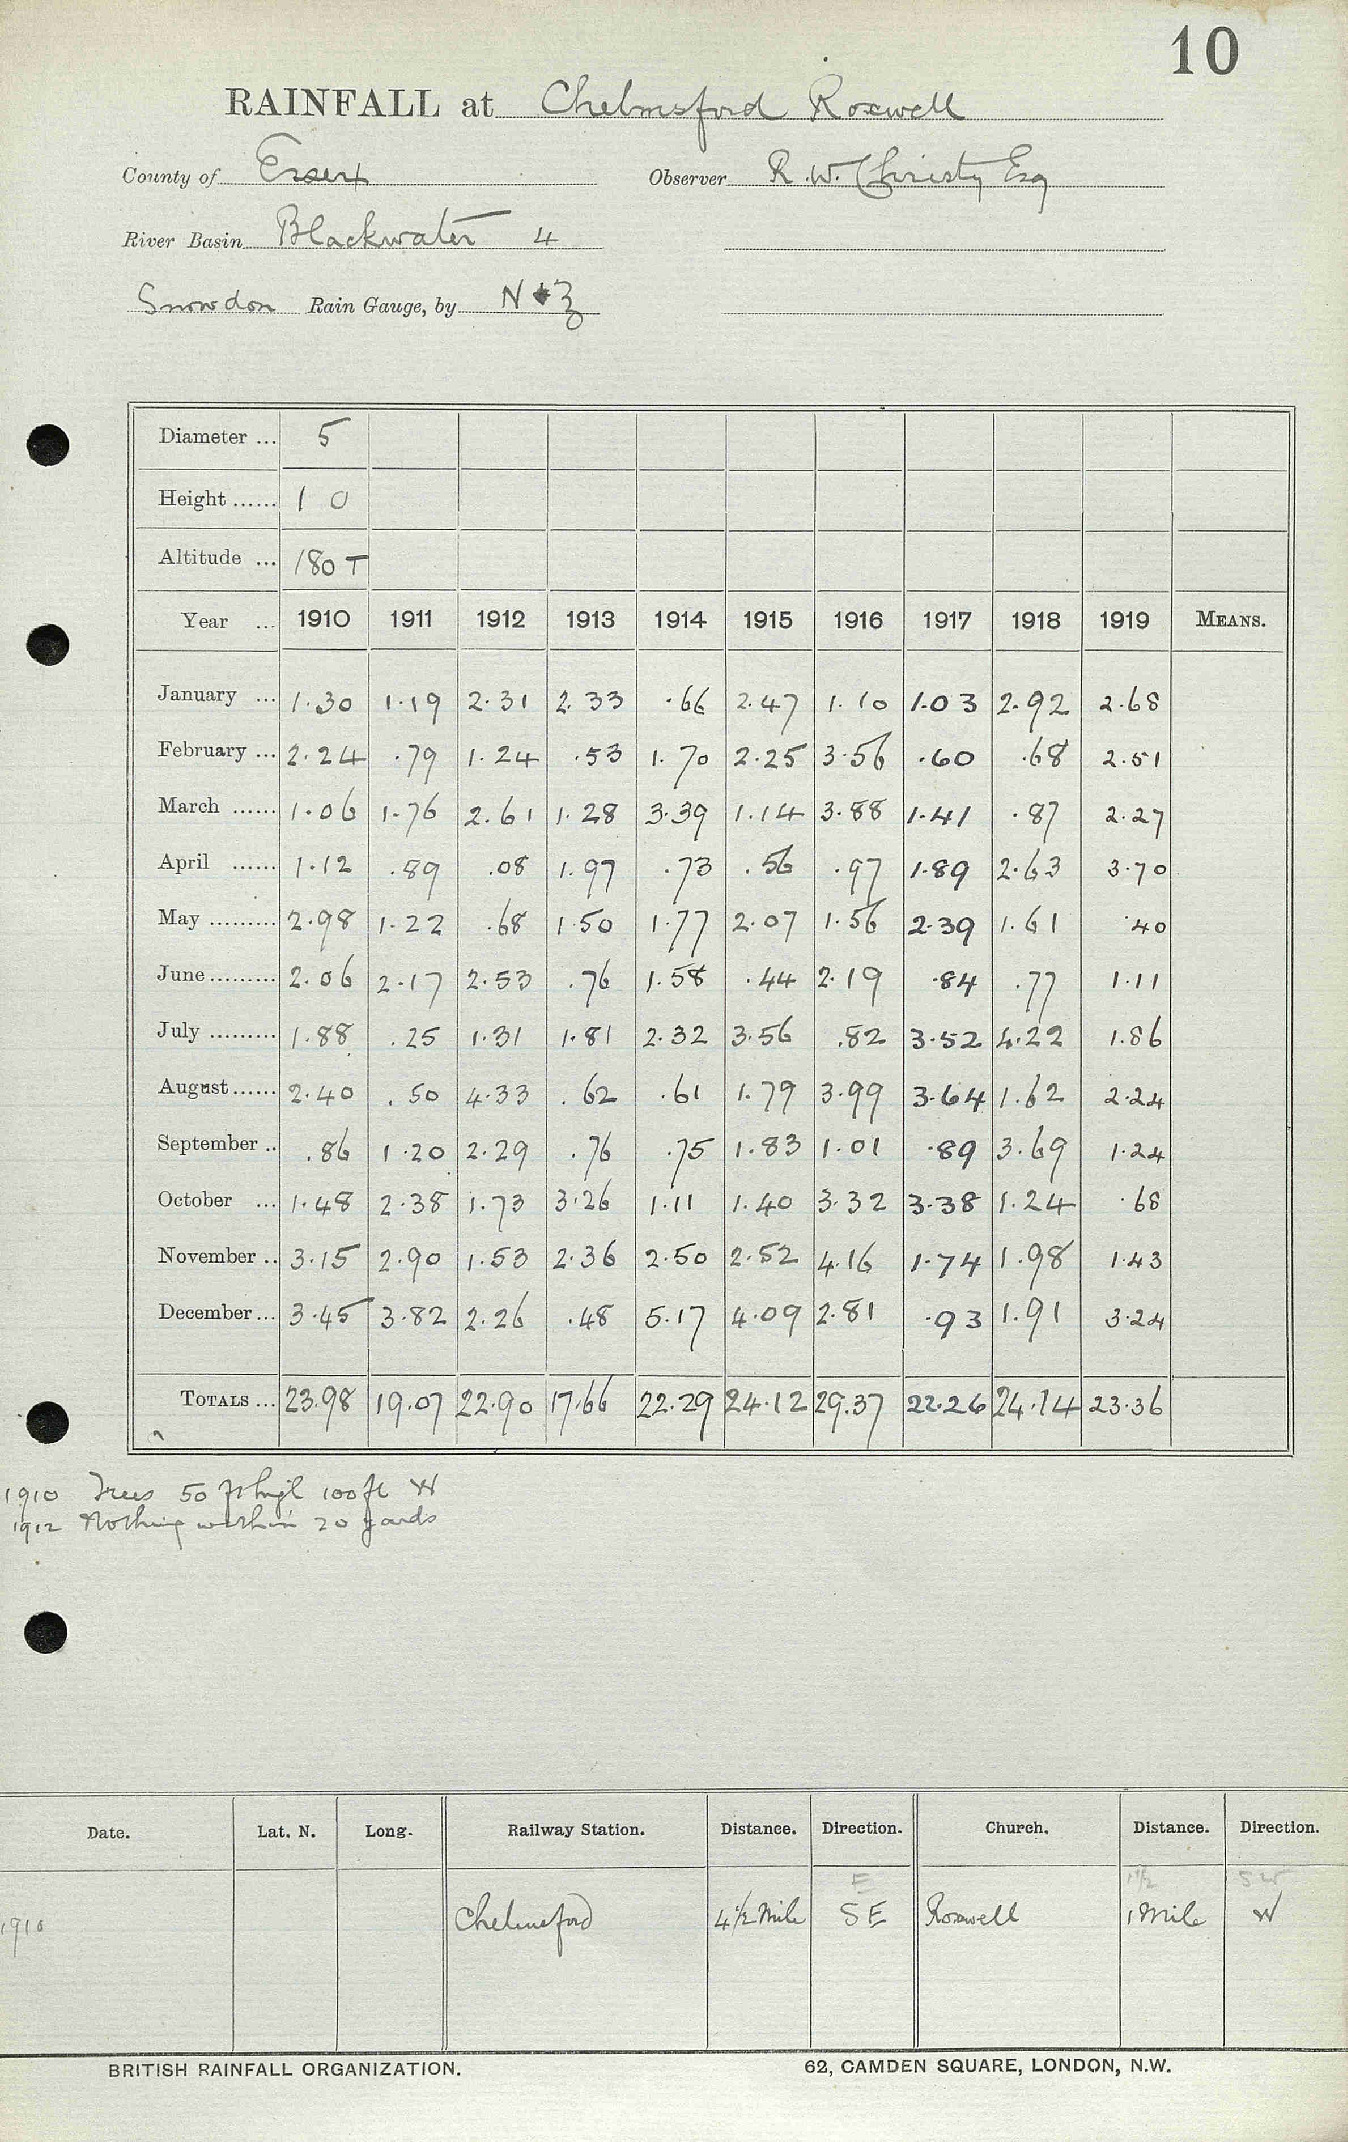 10
RAINFALL at Chelmsford Roxwell
County of Essex Observer R. W. Christy Esq
River Basin Blackwater 4
Snowdon Rain Gauge, by N & Z
Diameter ... 5
Height ...... 1 0
Altitude ... 180 T
Year ... 1910 1911 1912 1913 1914 1915 1916 1917 1918 1919 MEANS.
January ... 1.30 1.19 2.31 2.33 .66 2.47 1.10 1.03 2.92 2.68
February ... 2.24 .79 1.24 .53 1.70 2.25 3.56 .60 .68 2.51
March ...... 1.06 1.76 2.61 1.28 3.39 1.14 3.88 1.41 .87 2.27
April ...... 1.12 .89 .08 1.97 .73 .56 .97 1.89 2.63 3.70
May ......... 2.98 1.22 .68 1.50 1.77 2.07 1.56 2.39 1.61 .40
June ......... 2.06 2.17 2.53 .76 1.58 .44 2.19 .84 .77 1.11
July ......... 1.88 .25 1.31 1.81 2.32 3.56 .82 3.52 4.22 1.86
August ...... 2.40 .50 4.33 .62 .61 1.79 3.99 3.64 1.62 2.24
September .. .86 1.20 2.29 .76 .75 1.83 1.01 .89 3.69 1.24
October ... 1.48 2.38 1.73 3.26 1.11 1.40 3.32 3.38 1.24 .68
November .. 3.15 2.90 1.53 2.36 2.50 2.52 4.16 1.74 1.98 1.43
December ... 3.45 3.82 2.26 .48 5.17 4.09 2.81 .93 1.91 3.24
TOTALS ... 23.98 19.07 22.90 17.66 22.29 24.12 29.37 22.26 24.14 23.36
1910 Trees 50 ft high 100 ft W
1912 Nothing within 20 yards
Date. Lat. N. Long. Railway Station. Distance. Direction. Church. Distance. Direction.
E 1 1/2 SW
1910 Chelmsford 4 1/2 Mile SE Roxwell 1 Mile W
BRITISH RAINFALL ORGANIZATION. 62, CAMDEN SQUARE, LONDON, N.W.